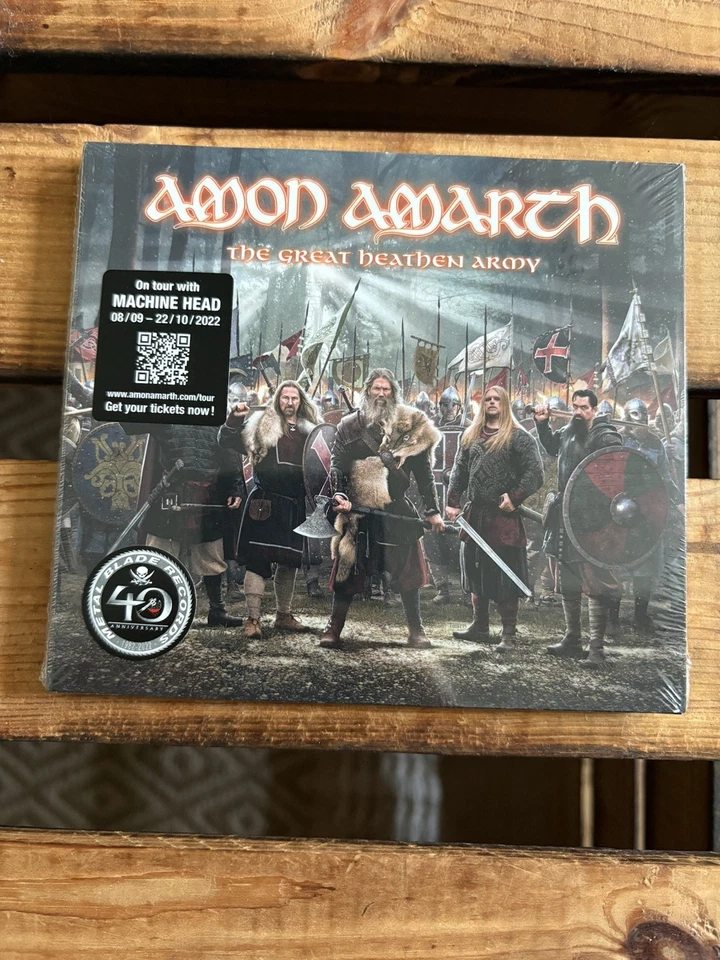 AMON AMARTH
THE GREAT HEATHEN ARMY
On tour with
MACHINE HEAD
08/09 – 22/10/2022
www.amonamarth.com/tour
Get your tickets now!
METAL BLADE RECORDS
40
ANNIVERSARY